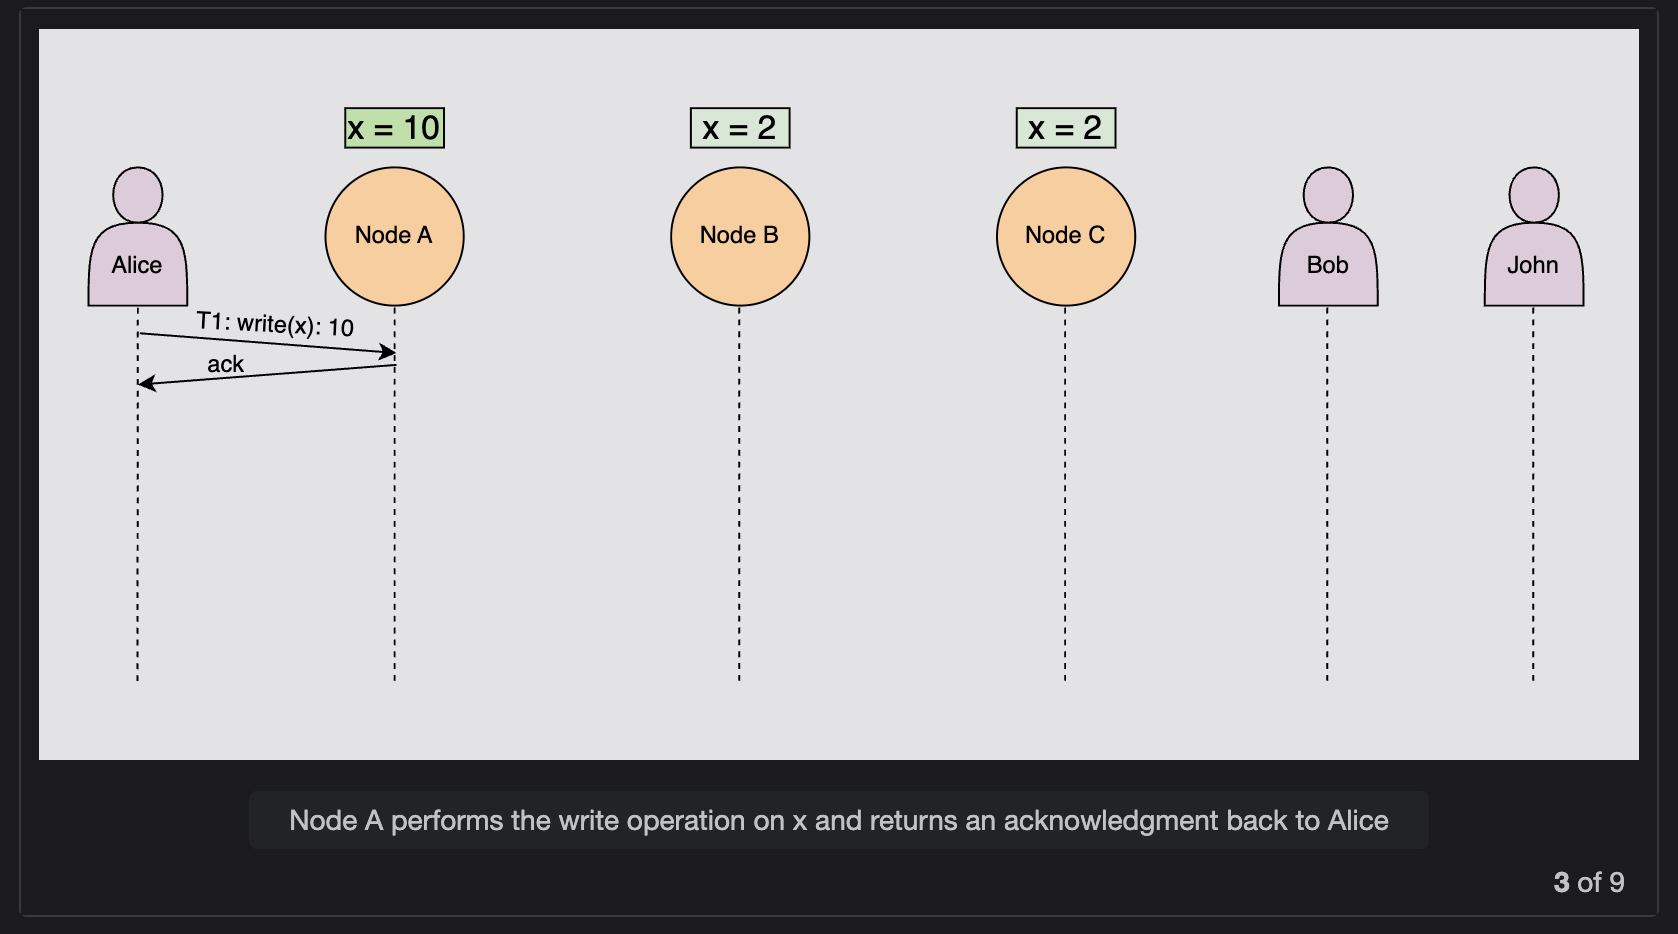 x = 10
x = 2
x = 2
Node A
Node B
Node C
Alice
Bob
John
T1: write(x): 10
ack
Node A performs the write operation on x and returns an acknowledgment back to Alice
3 of 9